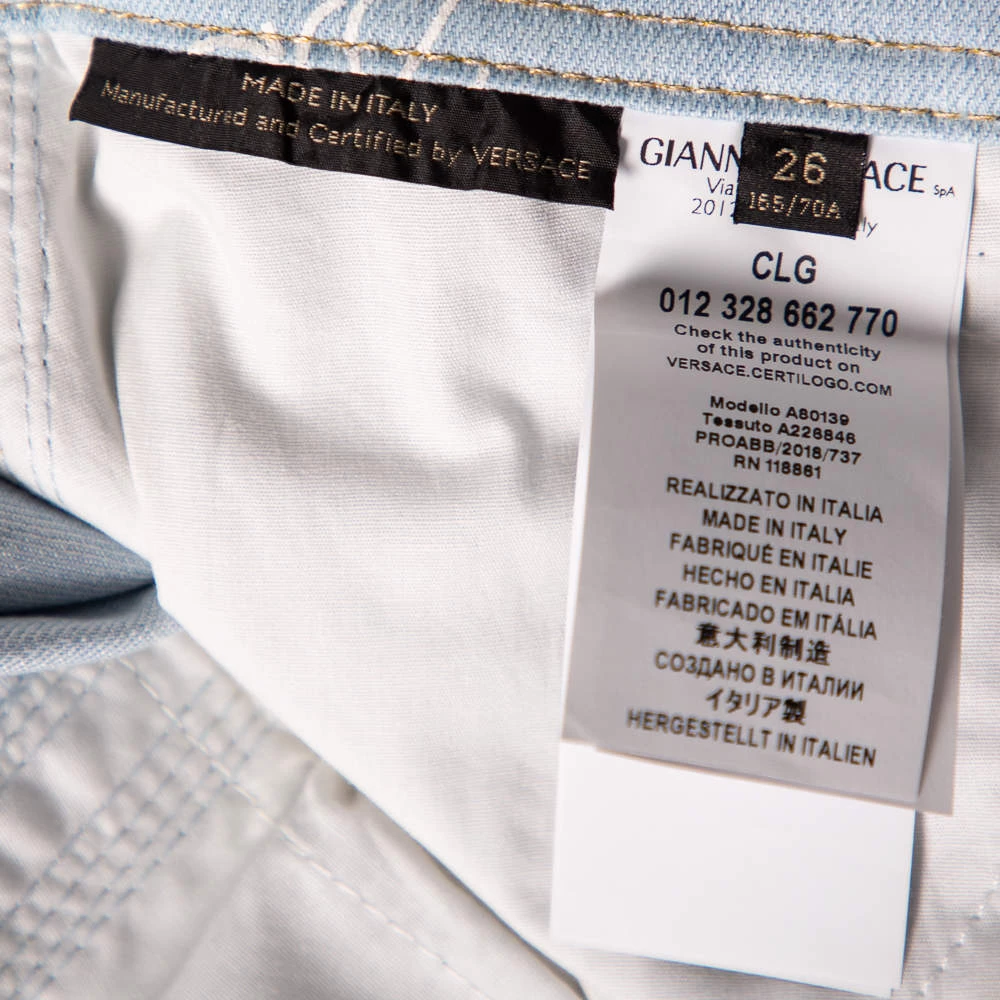 MADE IN ITALY
Manufactured and Certified by VERSACE
GIANN ACE SpA
26
165/70A
Via
201 ly
CLG
012 328 662 770
Check the authenticity
of this product on
VERSACE.CERTILOGO.COM
Modello A80139
Tessuto A226846
PROABB/2018/737
RN 118861
REALIZZATO IN ITALIA
MADE IN ITALY
FABRIQUÉ EN ITALIE
HECHO EN ITALIA
FABRICADO EM ITÁLIA
意大利制造
СОЗДАНО В ИТАЛИИ
イタリア製
HERGESTELLT IN ITALIEN